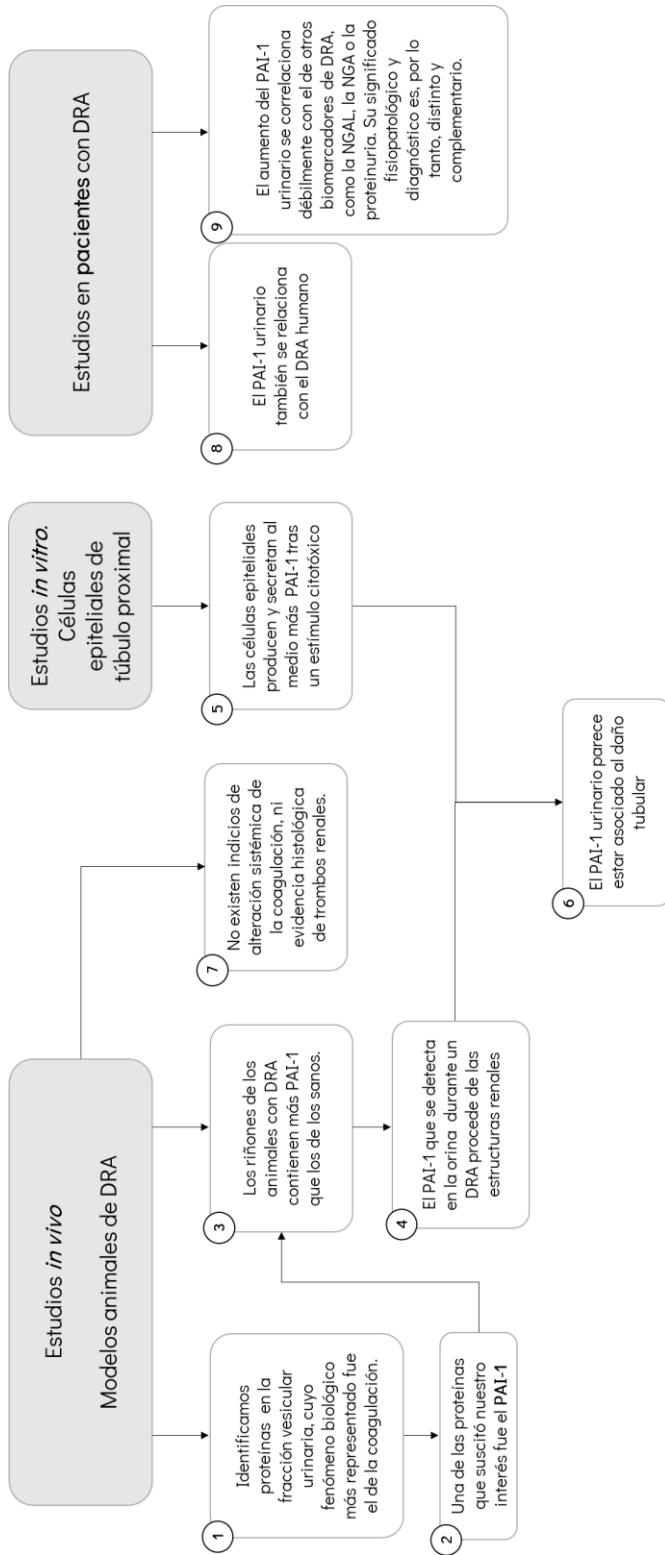 Estudios in vivo
Modelos animales de DRA
1
Identificamos
proteínas en la
fracción vesicular
urinaria, cuyo
fenómeno biológico
más representado fue
el de la coagulación.
2
Una de las proteínas
que suscitó nuestro
interés fue el PAI-1
3
Los riñones de los
animales con DRA
contienen más PAI-1
que los de los sanos.
4
El PAI-1 que se detecta
en la orina durante un
DRA procede de las
estructuras renales
7
No existen indicios de
alteración sistémica de
la coagulación, ni
evidencia histológica
de trombos renales.
Estudios in vitro.
Células
epiteliales de
túbulo proximal
5
Las células epiteliales
producen y secretan al
medio más PAI-1 tras
un estímulo citotóxico
6
El PAI-1 urinario parece
estar asociado al daño
tubular
Estudios en pacientes con DRA
8
El PAI-1 urinario
también se relaciona
con el DRA humano
9
El aumento del PAI-1
urinario se correlaciona
débilmente con el de otros
biomarcadores de DRA,
como la NGAL, la NGA o la
proteinuria. Su significado
fisiopatológico y
diagnóstico es, por lo
tanto, distinto y
complementario.